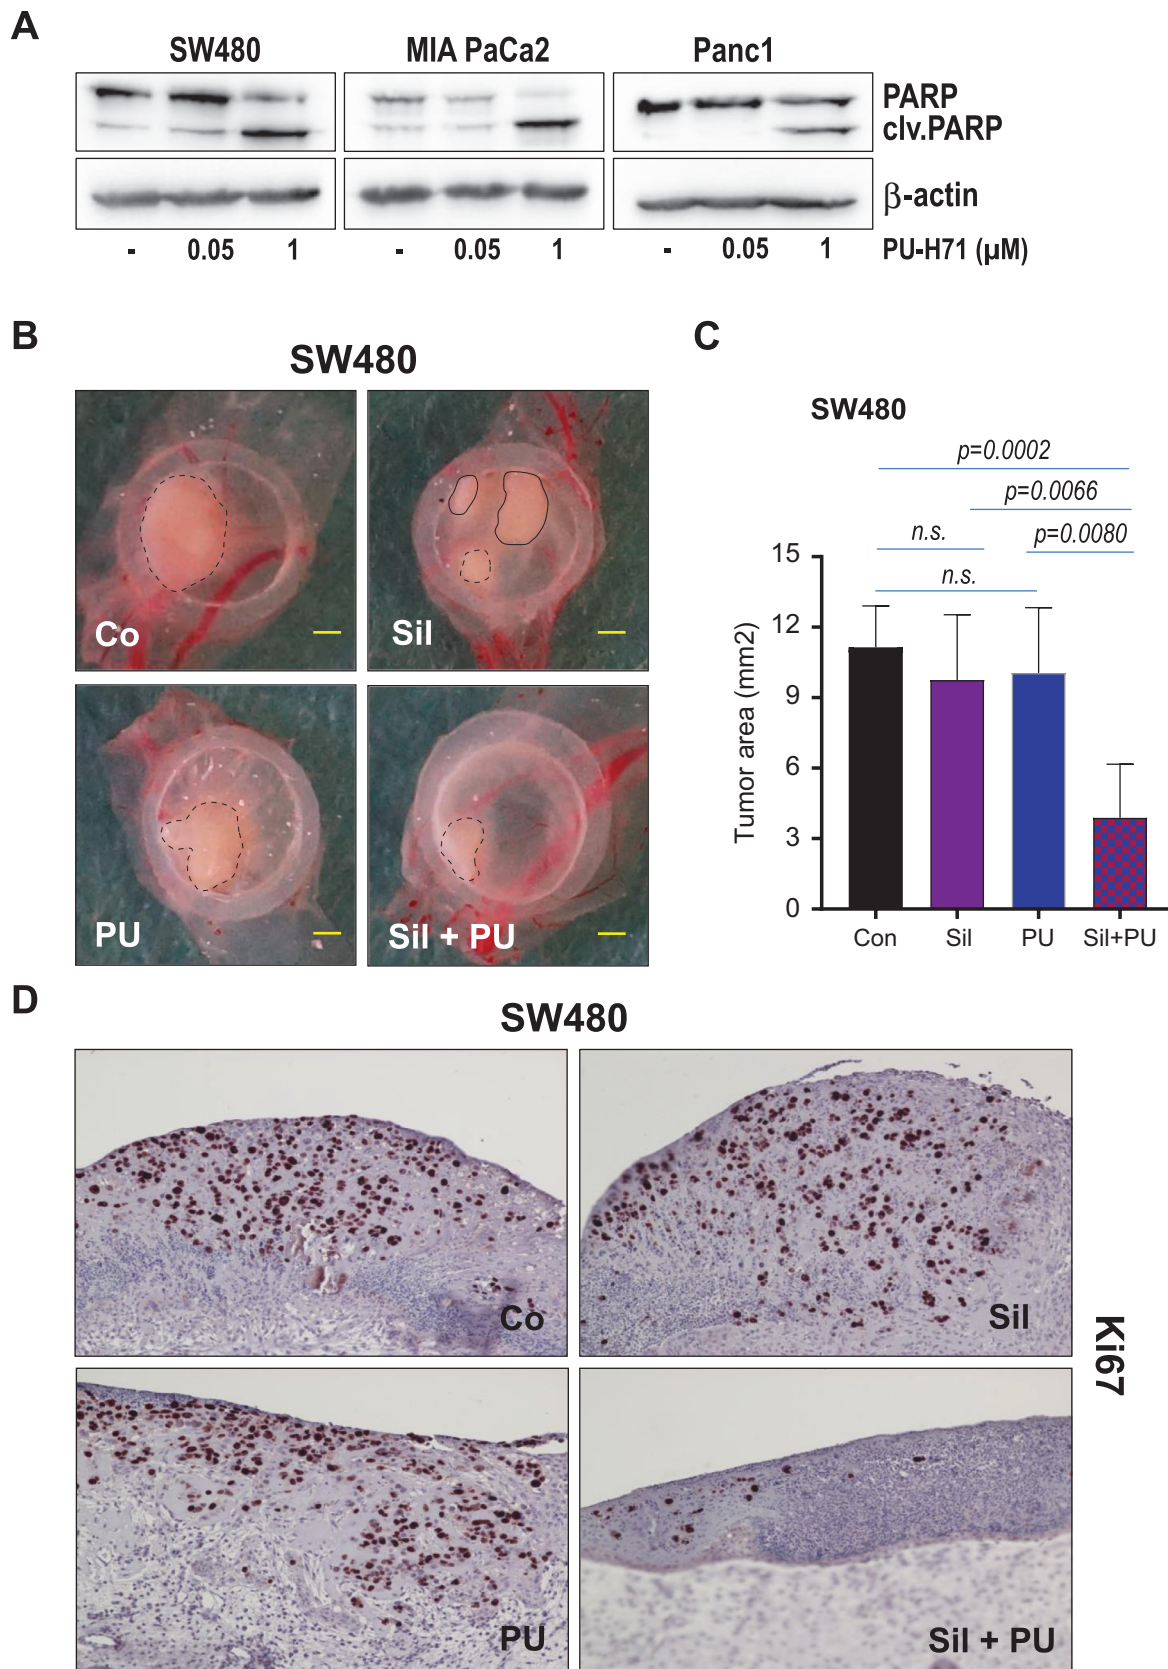 A
SW480
MIA PaCa2
Panc1
PARP
clv.PARP
β-actin
- 0.05 1 - 0.05 1 - 0.05 1 PU-H71 (µM)
B
SW480
Co
Sil
PU
Sil + PU
C
SW480
p=0.0002
p=0.0066
n.s.
p=0.0080
n.s.
Tumor area (mm2)
15
12
9
6
3
0
Con Sil PU Sil+PU
D
SW480
Co
Sil
PU
Sil + PU
Ki67